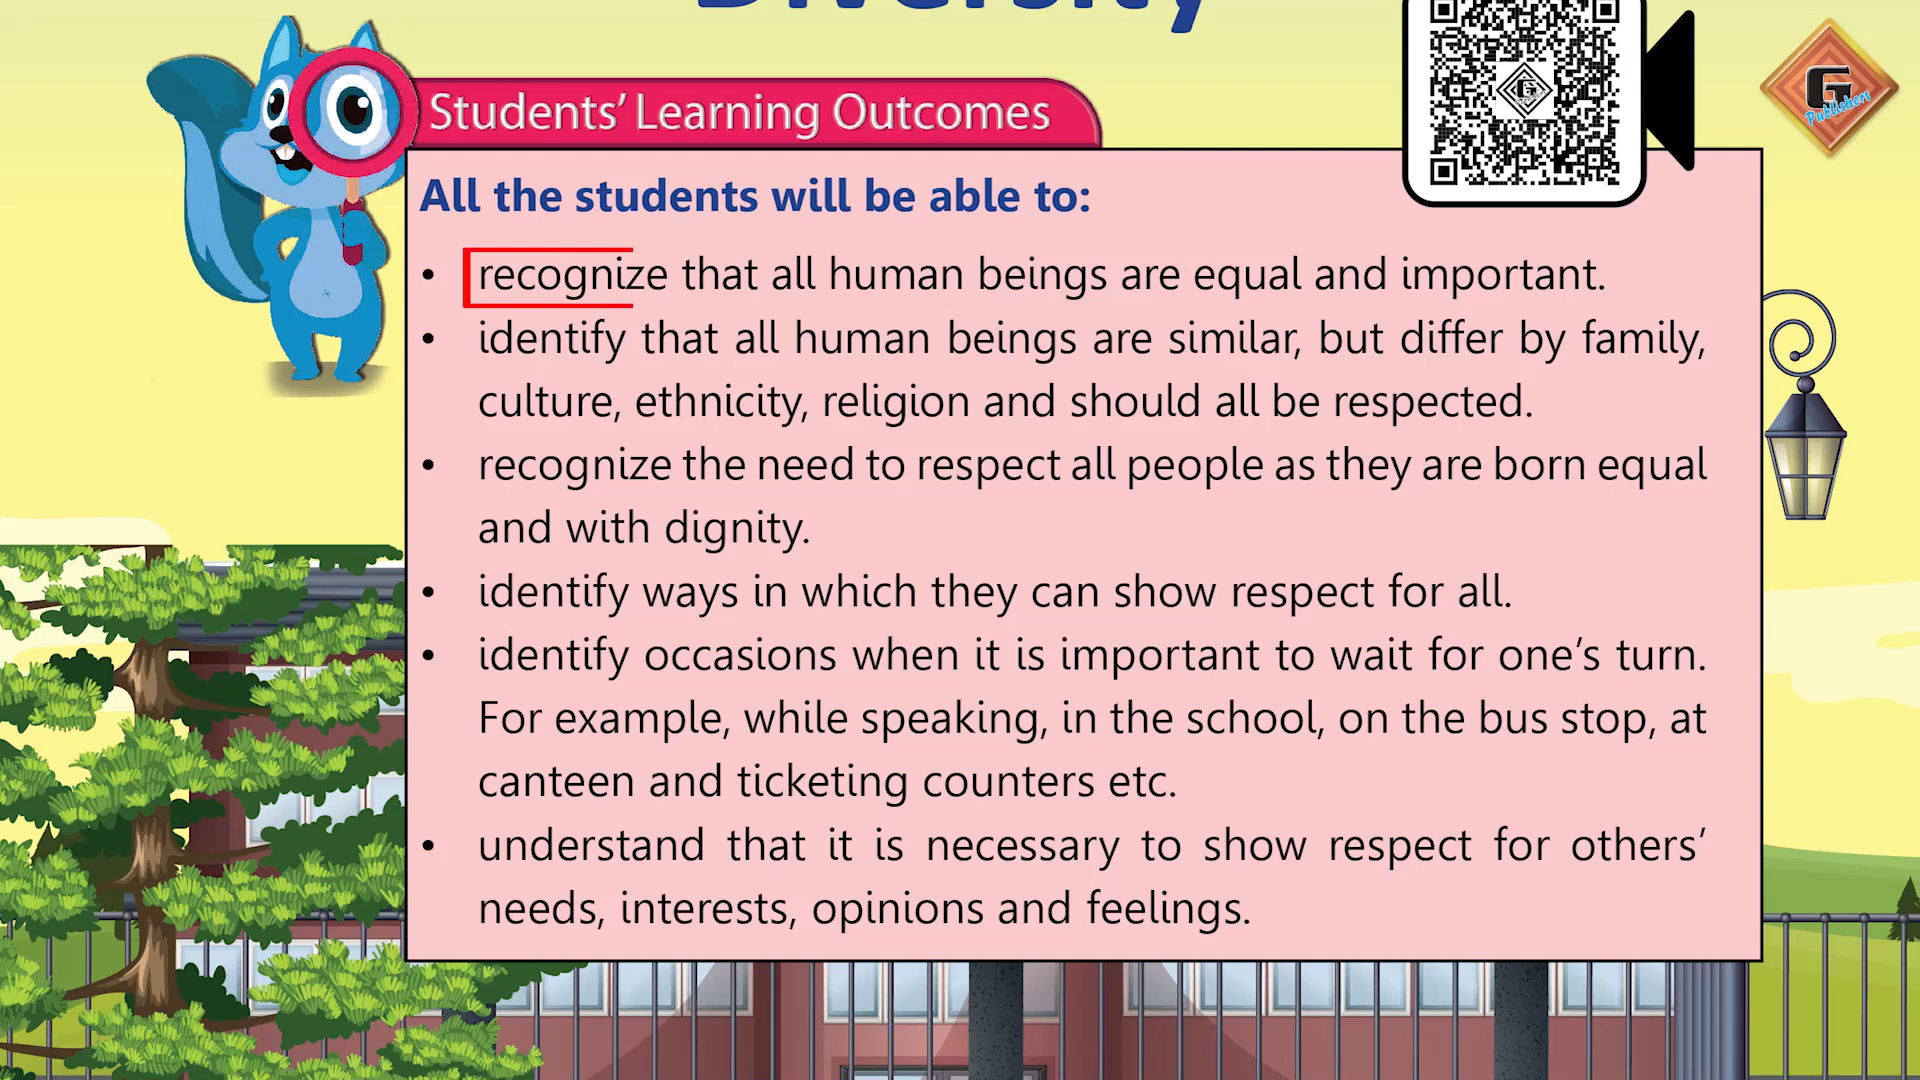 Diversity
Students' Learning Outcomes
G
Publishers
All the students will be able to:
• recognize that all human beings are equal and important.
• identify that all human beings are similar, but differ by family,
culture, ethnicity, religion and should all be respected.
• recognize the need to respect all people as they are born equal
and with dignity.
• identify ways in which they can show respect for all.
• identify occasions when it is important to wait for one's turn.
For example, while speaking, in the school, on the bus stop, at
canteen and ticketing counters etc.
• understand that it is necessary to show respect for others'
needs, interests, opinions and feelings.